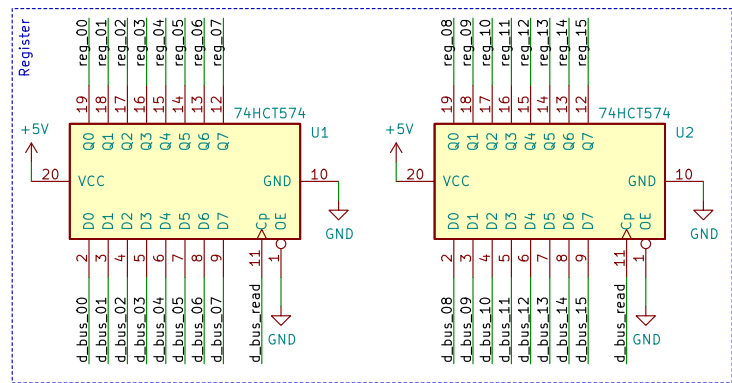 Register
reg_00 reg_01 reg_02 reg_03 reg_04 reg_05 reg_06 reg_07
19 18 17 16 15 14 13 12
74HCT574
U1
+5V
Q0 Q1 Q2 Q3 Q4 Q5 Q6 Q7
20 VCC GND 10
GND
D0 D1 D2 D3 D4 D5 D6 D7 Cp OE
2 3 4 5 6 7 8 9 11 1
d_bus_00 d_bus_01 d_bus_02 d_bus_03 d_bus_04 d_bus_05 d_bus_06 d_bus_07 d_bus_read
GND
reg_08 reg_09 reg_10 reg_11 reg_12 reg_13 reg_14 reg_15
19 18 17 16 15 14 13 12
74HCT574
U2
+5V
Q0 Q1 Q2 Q3 Q4 Q5 Q6 Q7
20 VCC GND 10
GND
D0 D1 D2 D3 D4 D5 D6 D7 Cp OE
2 3 4 5 6 7 8 9 11 1
d_bus_08 d_bus_09 d_bus_10 d_bus_11 d_bus_12 d_bus_13 d_bus_14 d_bus_15 d_bus_read
GND